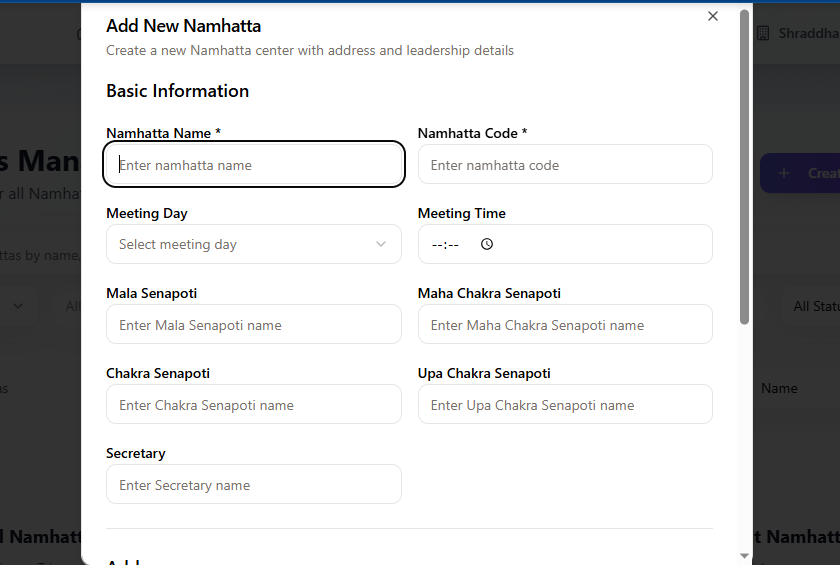 Add New Namhatta
Create a new Namhatta center with address and leadership details
Shraddha
Basic Information
Namhatta Name *
Namhatta Code *
Enter namhatta name
Enter namhatta code
s Man
Creat
r all Namhat
Meeting Day
Meeting Time
Select meeting day
--:--
ttas by name,
Mala Senapoti
Maha Chakra Senapoti
Enter Mala Senapoti name
Enter Maha Chakra Senapoti name
All
All Statu
Chakra Senapoti
Upa Chakra Senapoti
Enter Chakra Senapoti name
Enter Upa Chakra Senapoti name
Name
Secretary
Enter Secretary name
l Namhatt
t Namhatt